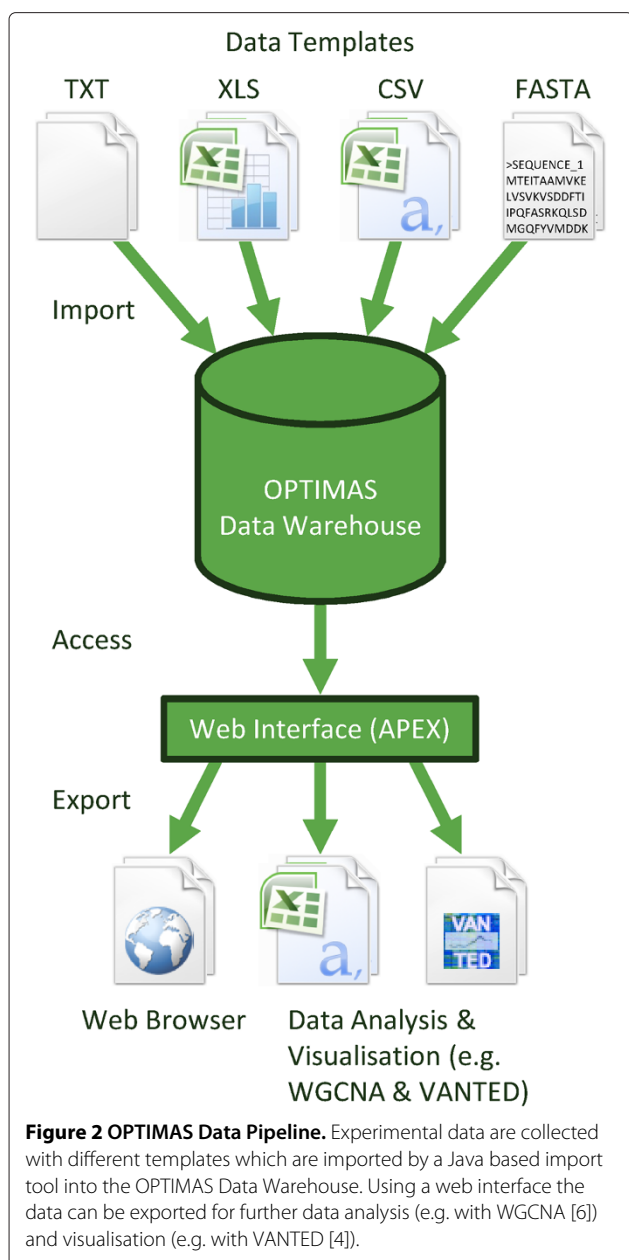 Data Templates
TXT XLS CSV FASTA
X
X
a,
>SEQUENCE_1
MTEITAAMVKE
LVSVKVSDDFTI
IPQFASRKQLSD
MGQFYVMDDK
Import
OPTIMAS
Data Warehouse
Access
Web Interface (APEX)
Export
X
a,
VAN
TED
Web Browser
Data Analysis &
Visualisation (e.g.
WGCNA & VANTED)
Figure 2 OPTIMAS Data Pipeline. Experimental data are collected
with different templates which are imported by a Java based import
tool into the OPTIMAS Data Warehouse. Using a web interface the
data can be exported for further data analysis (e.g. with WGCNA [6])
and visualisation (e.g. with VANTED [4]).